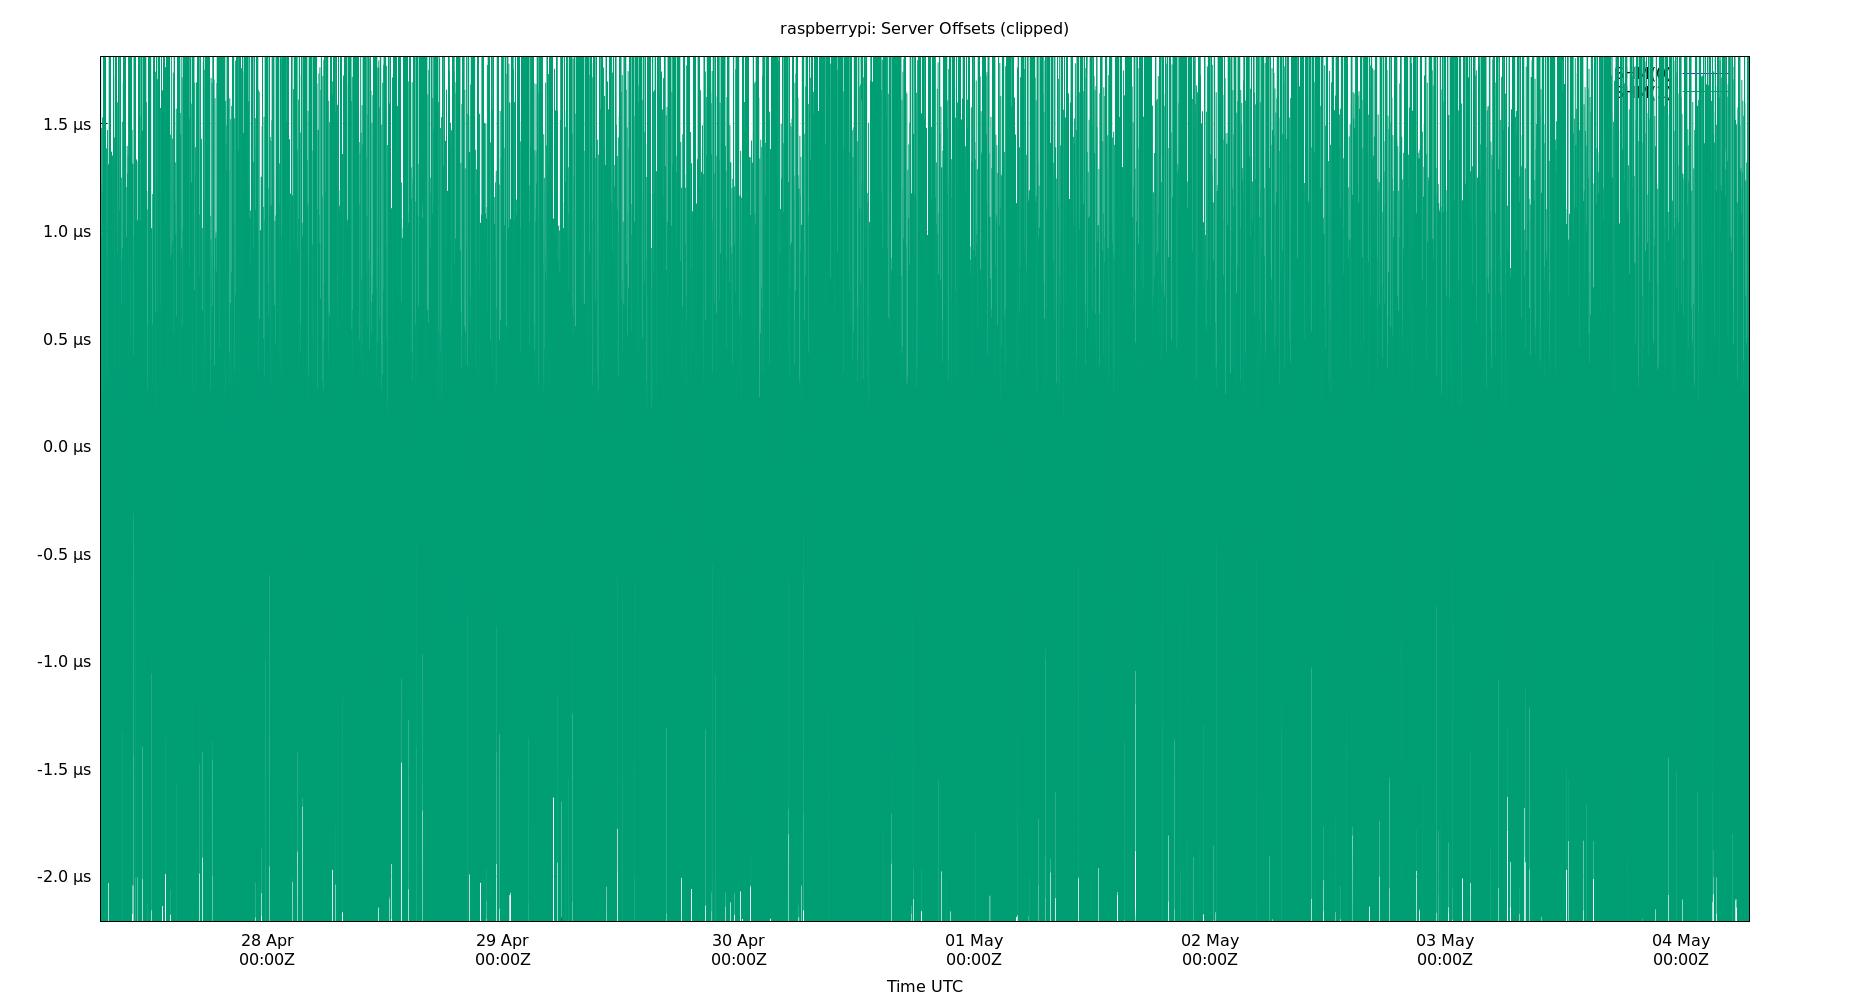 raspberrypi: Server Offsets (clipped)
SHM(0)
1.5 µs
1.0 µs
0.5 µs
0.0 µs
-0.5 µs
-1.0 µs
-1.5 µs
-2.0 µs
28 Apr
00:00Z
29 Apr
00:00Z
30 Apr
00:00Z
01 May
00:00Z
02 May
00:00Z
03 May
00:00Z
04 May
00:00Z
Time UTC